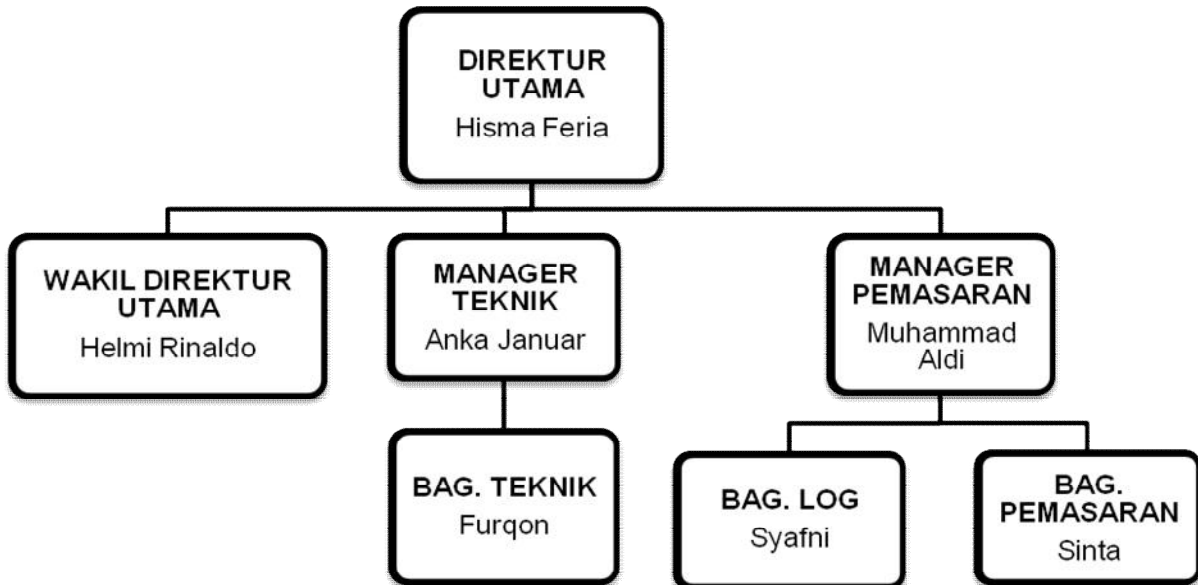 DIREKTUR
UTAMA
Hisma Feria
WAKIL DIREKTUR
UTAMA
Helmi Rinaldo
MANAGER
TEKNIK
Anka Januar
MANAGER
PEMASARAN
Muhammad
Aldi
BAG. TEKNIK
Furqon
BAG. LOG
Syafni
BAG.
PEMASARAN
Sinta